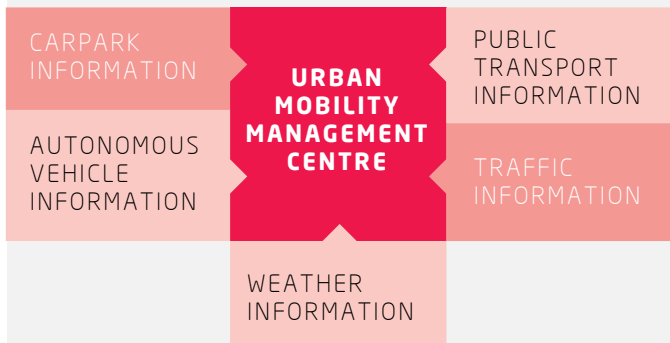 CARPARK
INFORMATION
AUTONOMOUS
VEHICLE
INFORMATION
URBAN
MOBILITY
MANAGEMENT
CENTRE
PUBLIC
TRANSPORT
INFORMATION
TRAFFIC
INFORMATION
WEATHER
INFORMATION